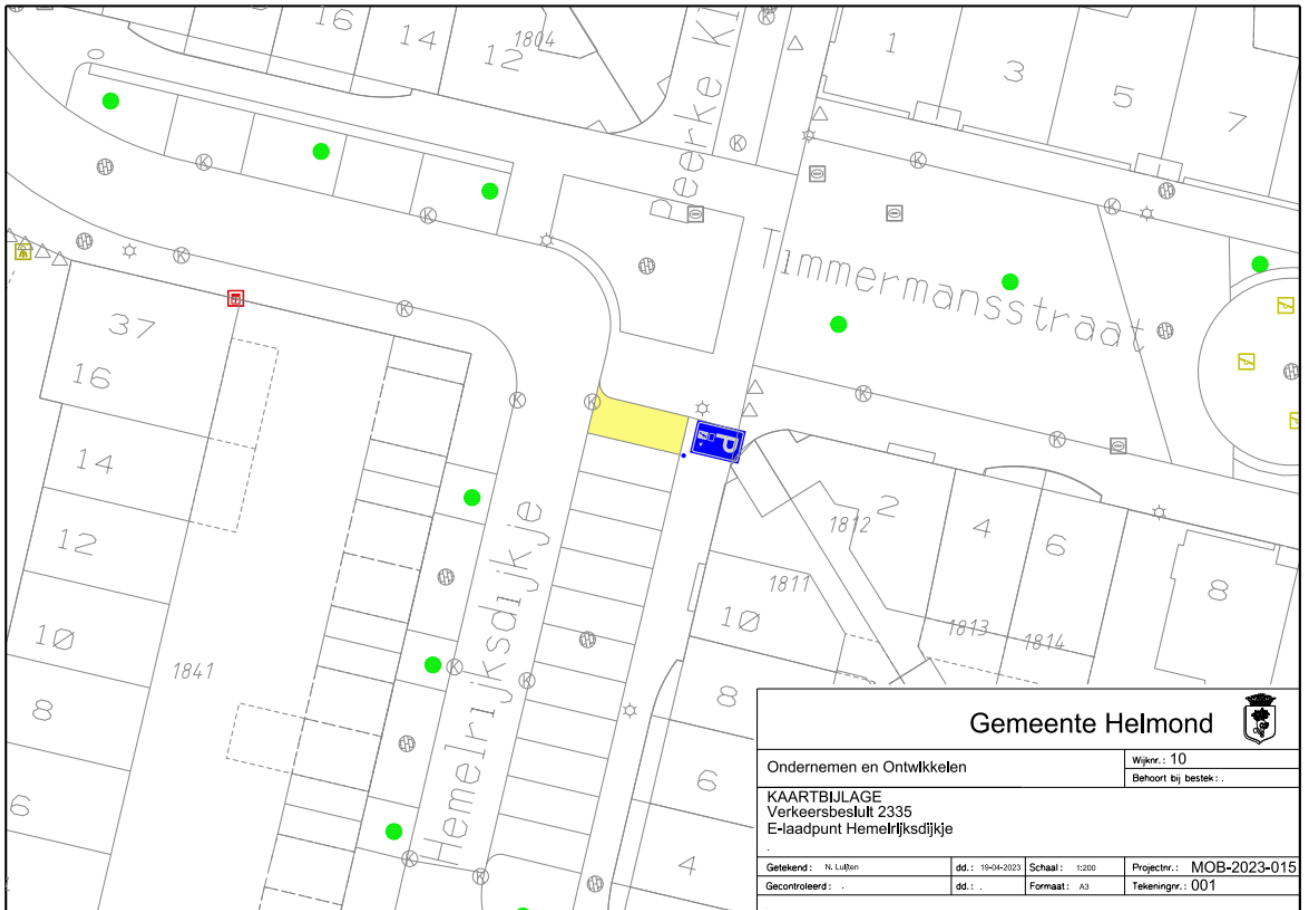 16
14
12
1804
1
3
5
7
Timmermansstraat
37
16
14
12
10
8
6
1841
Hemelrijksdijkje
P
2
4
6
8
1812
1811
10
1813
1814
8
6
4
Gemeente Helmond
Ondernemen en Ontwikkelen
Wijknr.: 10
Behoort bij bestek: .
KAARTBIJLAGE
Verkeersbesluit 2335
E-laadpunt Hemelrijksdijkje
.
Getekend: N. Luijten
dd.: 19-04-2023
Schaal: 1:200
Projectnr.: MOB-2023-015
Gecontroleerd: .
dd.: .
Formaat: A3
Tekeningnr.: 001